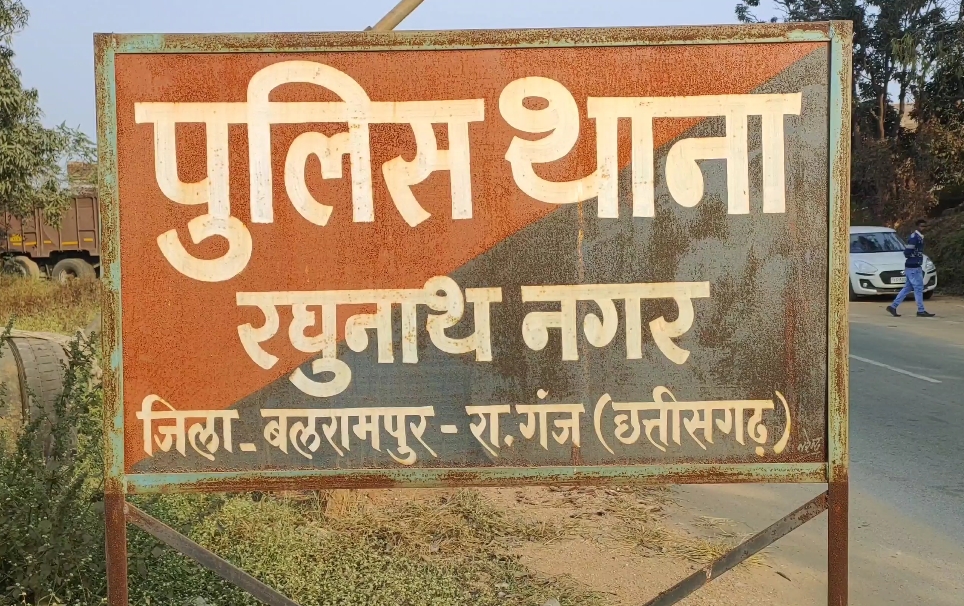 पुलिस थाना
रघुनाथ नगर
जिला - बलरामपुर - रा. गंज (छत्तीसगढ़)